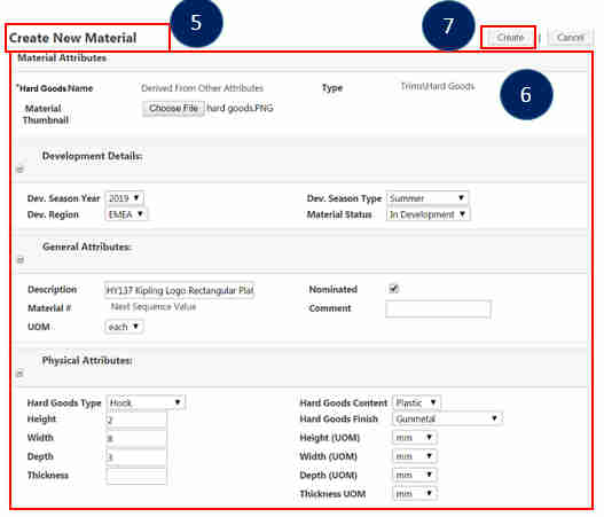 5
7
Create New Material
Create | Cancel
Material Attributes
*Hard Goods Name Derived From Other Attributes Type Trims\Hard Goods
6
Material Thumbnail Choose File hard goods.PNG
Development Details:
Dev. Season Year 2019 Dev. Season Type Summer
Dev. Region EMEA Material Status In Development
General Attributes:
Description HY137 Kipling Logo Rectangular Plat Nominated
Material # Next Sequence Value Comment
UOM each
Physical Attributes:
Hard Goods Type Hook Hard Goods Content Plastic
Height 2 Hard Goods Finish Gunmetal
Width 8 Height (UOM) mm
Depth 3 Width (UOM) mm
Thickness Depth (UOM) mm
Thickness UOM mm